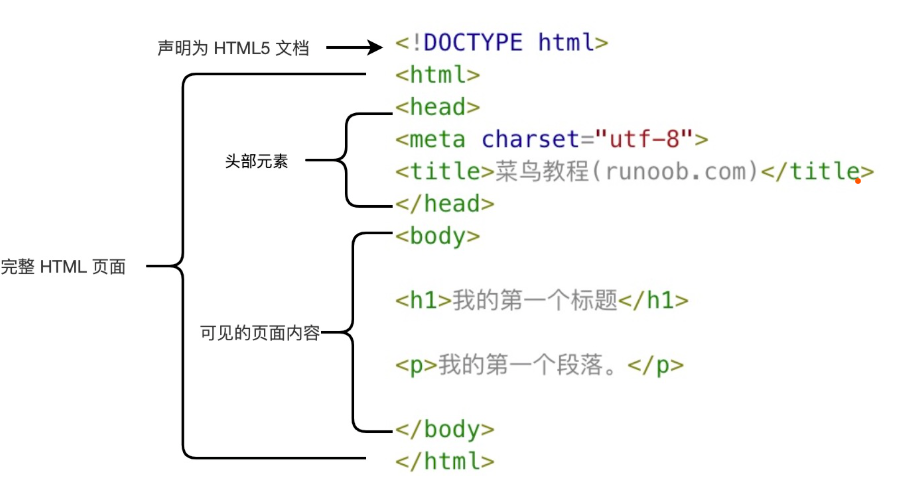 声明为 HTML5 文档
<!DOCTYPE html>
<html>
<head>
<meta charset="utf-8">
头部元素
<title>菜鸟教程(runoob.com)</title>
</head>
<body>
完整 HTML 页面
<h1>我的第一个标题</h1>
可见的页面内容
<p>我的第一个段落。</p>
</body>
</html>